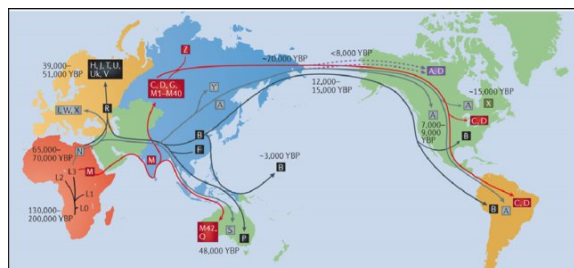 39,000–
51,000 YBP
H, J, T, U,
Uk, V
I,W, X
R
N
65,000–
70,000 YBP
L3
M
L2
L1
L0
130,000–
200,000 YBP
C, D, G,
M1–M40
Y
A
B
F
M
M42,
Q
S
P
48,000 YBP
~3,000 YBP
B
~20,000 YBP
<8,000 YBP
A/D
12,000–
15,000 YBP
~15,000 YBP
A
X
A
C/D
7,000–
9,000 YBP
B
B
A
C/D